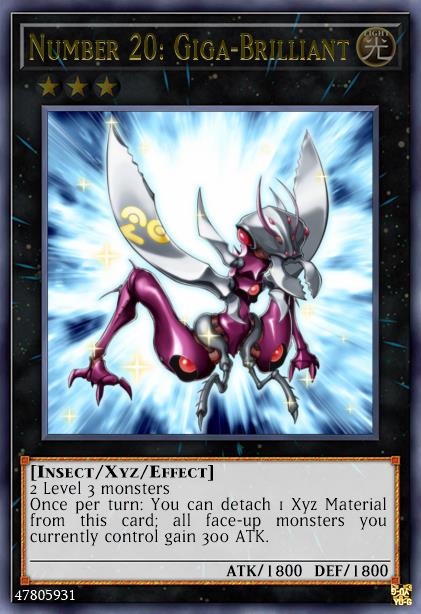 Number 20: Giga-Brilliant
LIGHT
光
20
[Insect/Xyz/Effect]
2 Level 3 monsters
Once per turn: You can detach 1 Xyz Material
from this card; all face-up monsters you
currently control gain 300 ATK.
ATK/1800 DEF/1800
47805931